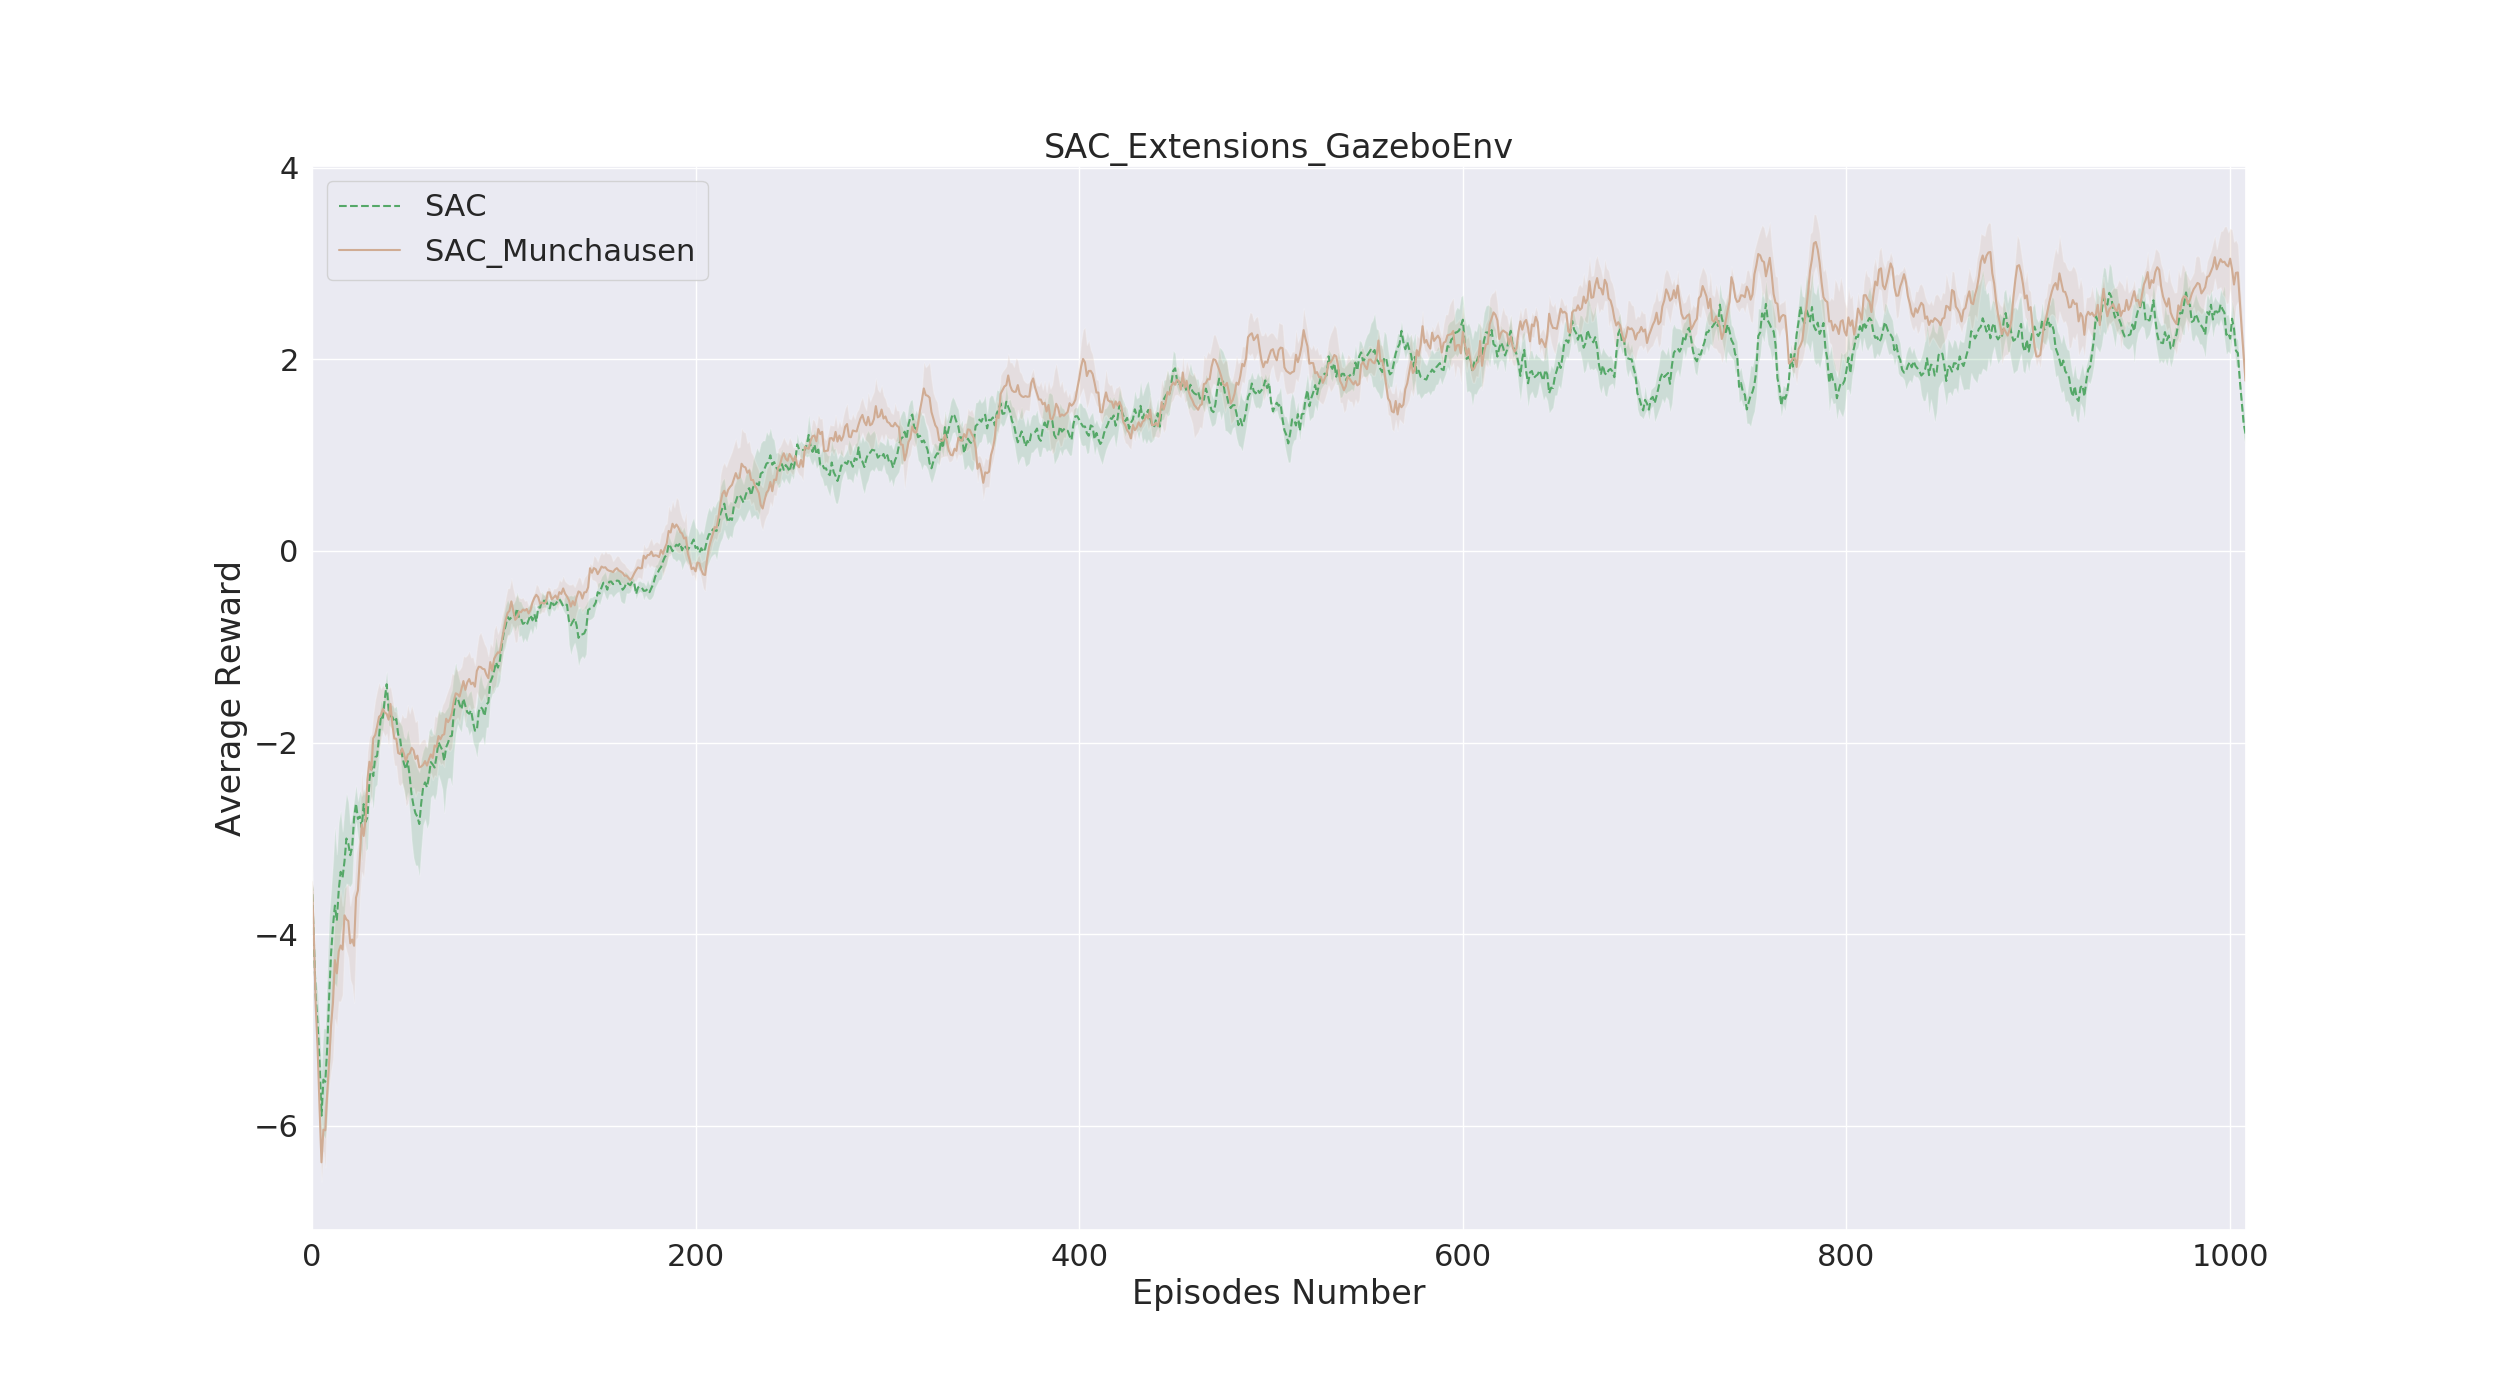 SAC_Extensions_GazeboEnv
4
SAC
SAC_Munchausen
2
0
−2
−4
−6
Average Reward
0 200 400 600 800 1000
Episodes Number